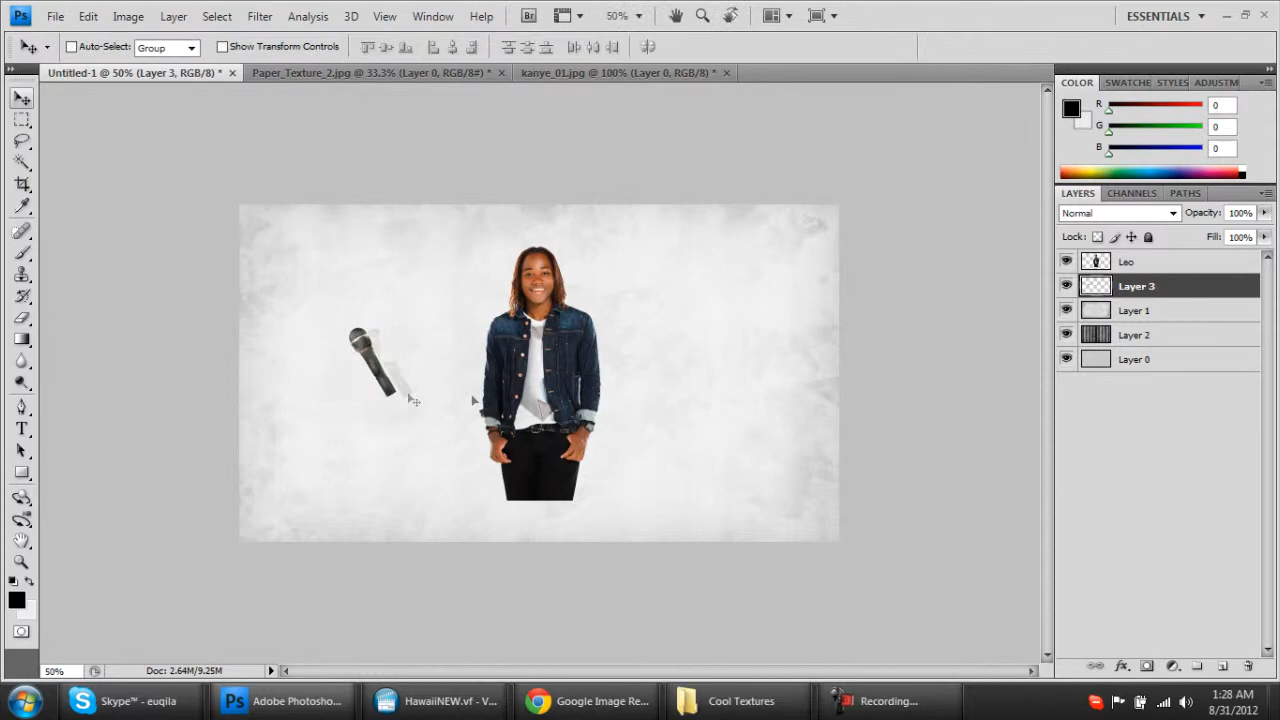 Ps File Edit Image Layer Select Filter Analysis 3D View Window Help Br 50% ESSENTIALS
Auto-Select: Group Show Transform Controls
Untitled-1 @ 50% (Layer 3, RGB/8) * Paper_Texture_2.jpg @ 33.3% (Layer 0, RGB/8#) * kanye_01.jpg @ 100% (Layer 0, RGB/8) *
COLOR SWATCHE STYLES ADJUSTM
R 0
G 0
B 0
LAYERS CHANNELS PATHS
Normal Opacity: 100%
Lock: Fill: 100%
Leo
Layer 3
Layer 1
Layer 2
Layer 0
T
fx
50% Doc: 2.64M/9.25M
Skype™ - euqila Ps Adobe Photosho... HawaiiNEW.vf - V... Google Image Re... Cool Textures Recording...
1:28 AM
8/31/2012